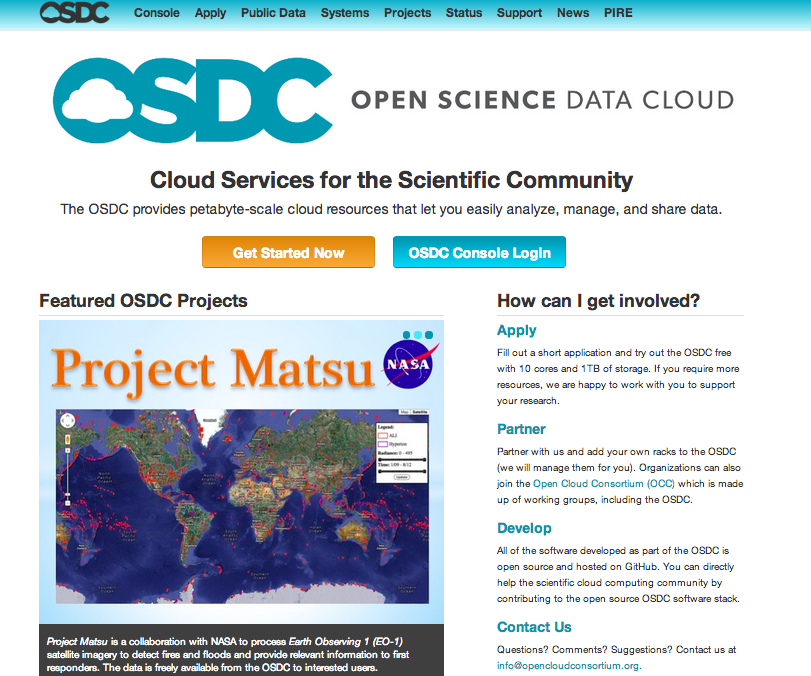 OSDC Console Apply Public Data Systems Projects Status Support News PIRE
OSDC OPEN SCIENCE DATA CLOUD
Cloud Services for the Scientific Community
The OSDC provides petabyte-scale cloud resources that let you easily analyze, manage, and share data.
Get Started Now OSDC Console Login
Featured OSDC Projects
Project Matsu
NASA
Map Satellite
Legend:
ALI
Hyperion
Radiance: 0 - 495
Time: 1/09 - 8/12
Update
Project Matsu is a collaboration with NASA to process Earth Observing 1 (EO-1)
satellite imagery to detect fires and floods and provide relevant information to first
responders. The data is freely available from the OSDC to interested users.
How can I get involved?
Apply
Fill out a short application and try out the OSDC free
with 10 cores and 1TB of storage. If you require more
resources, we are happy to work with you to support
your research.
Partner
Partner with us and add your own racks to the OSDC
(we will manage them for you). Organizations can also
join the Open Cloud Consortium (OCC) which is made
up of working groups, including the OSDC.
Develop
All of the software developed as part of the OSDC is
open source and hosted on GitHub. You can directly
help the scientific cloud computing community by
contributing to the open source OSDC software stack.
Contact Us
Questions? Comments? Suggestions? Contact us at
info@opencloudconsortium.org.